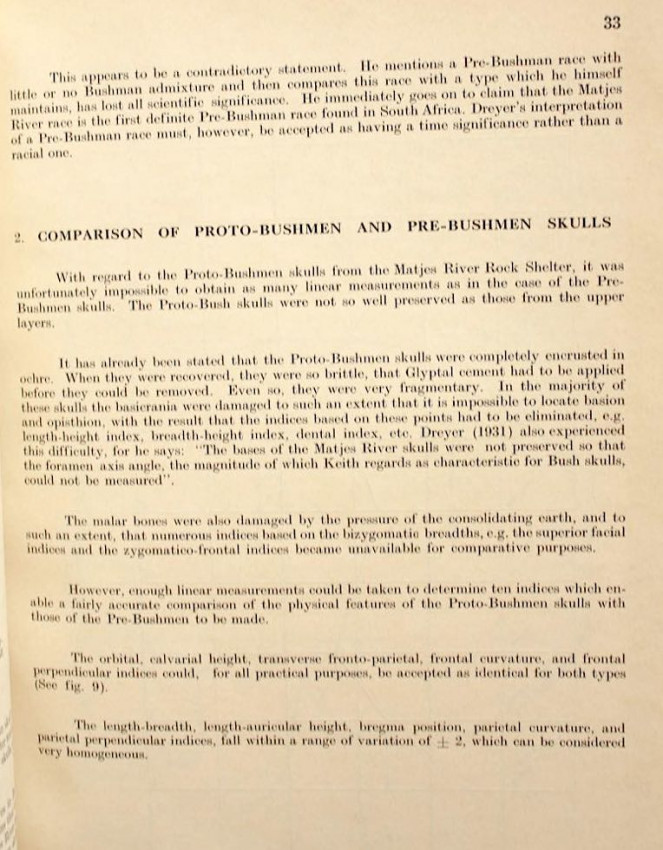 33
This appears to be a contradictory statement. He mentions a Pre-Bushman race with
little or no Bushman admixture and then compares this race with a type which he himself
maintains, has lost all scientific significance. He immediately goes on to claim that the Matjes
River race is the first definite Pre-Bushman race found in South Africa. Dreyer's interpretation
of a Pre-Bushman race must, however, be accepted as having a time significance rather than a
racial one.
2. COMPARISON OF PROTO-BUSHMEN AND PRE-BUSHMEN SKULLS
With regard to the Proto-Bushmen skulls from the Matjes River Rock Shelter, it was
unfortunately impossible to obtain as many linear measurements as in the case of the Pre-
Bushmen skulls. The Proto-Bush skulls were not so well preserved as those from the upper
layers.
It has already been stated that the Proto-Bushmen skulls were completely encrusted in
ochre. When they were recovered, they were so brittle, that Glyptal cement had to be applied
before they could be removed. Even so, they were very fragmentary. In the majority of
these skulls the basicrania were damaged to such an extent that it is impossible to locate basion
and opisthion, with the result that the indices based on these points had to be eliminated, e.g.
length-height index, breadth-height index, dental index, etc. Dreyer (1931) also experienced
this difficulty, for he says: "The bases of the Matjes River skulls were not preserved so that
the foramen axis angle, the magnitude of which Keith regards as characteristic for Bush skulls,
could not be measured".
The malar bones were also damaged by the pressure of the consolidating earth, and to
such an extent, that numerous indices based on the bizygomatic breadths, e.g. the superior facial
indices and the zygomatico-frontal indices became unavailable for comparative purposes.
However, enough linear measurements could be taken to determine ten indices which en-
able a fairly accurate comparison of the physical features of the Proto-Bushmen skulls with
those of the Pre-Bushmen to be made.
The orbital, calvarial height, transverse fronto-parietal, frontal curvature, and frontal
perpendicular indices could, for all practical purposes, be accepted as identical for both types
(See fig. 9).
The length-breadth, length-auricular height, bregma position, parietal curvature, and
parietal perpendicular indices, fall within a range of variation of ± 2, which can be considered
very homogeneous.